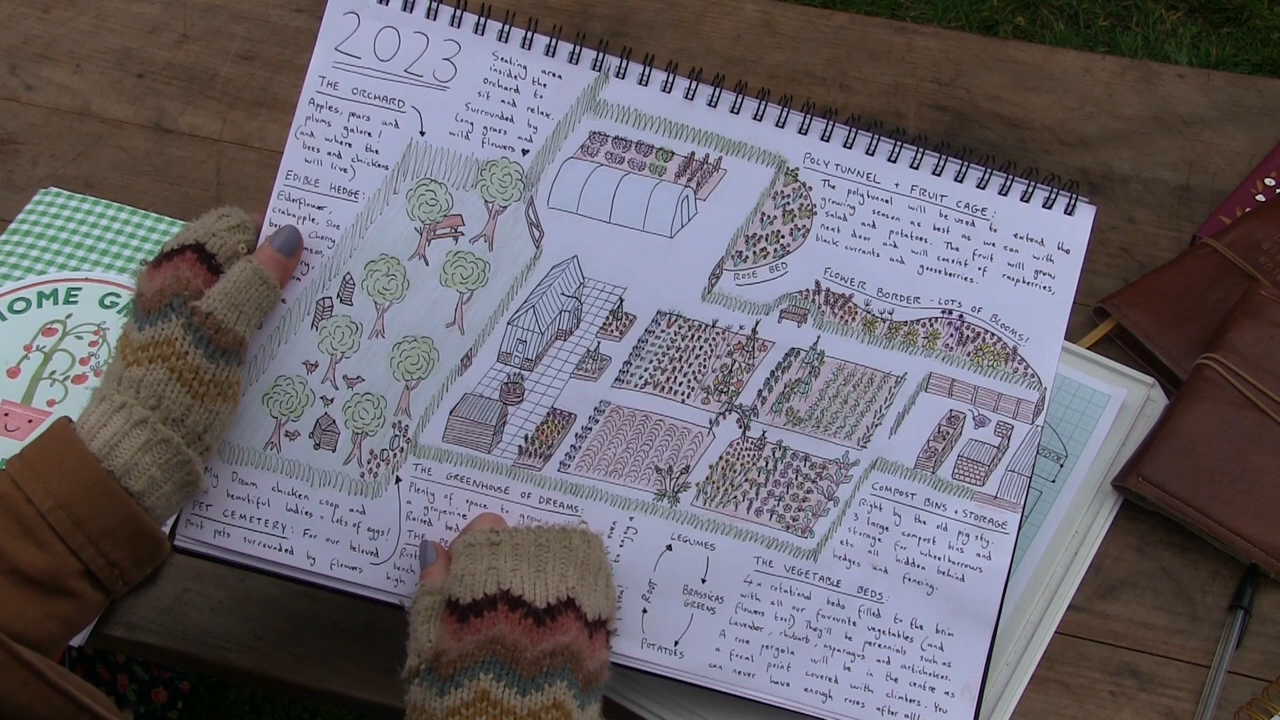 2023
THE ORCHARD
Apples, pears and
plums galore!
(and where the
bees and chickens
will live)
EDIBLE HEDGE:
Elderflower,
crabapple, sloe
Cherry
Seating area
inside the
orchard to
sit and relax.
Surrounded by
long grass and
wild flowers ♥
POLYTUNNEL + FRUIT CAGE:
The polytunnel will be used to extend the
growing season as best as we can with
salad and potatoes. The fruit will grow
next door and will consist of raspberries,
black currants and gooseberries.
ROSE BED
FLOWER BORDER - LOTS OF BLOOMS!
HOME GA
My Dream chicken coop and
beautiful ladies = lots of eggs!
PET CEMETERY: For our beloved
past pets surrounded by flowers
THE GREENHOUSE OF DREAMS:
Plenty of space to grow
grapevine
Raised bed
bench
high
enjoy a
LEGUMES
BRASSICAS
GREENS
POTATOES
ROOT
COMPOST BINS + STORAGE
Right by the old pig sty.
3 large compost bins and
storage for wheelbarrows
etc all hidden behind
hedges and fencing.
THE VEGETABLE BEDS:
4x rotational beds filled to the brim
with all our favourite vegetables (and
flowers too!) They'll be perennials such as
Lavender, rhubarb, asparagus and artichokes.
A rose pergola will be in the centre as
a focal point covered with climbers. You
can never have enough roses after all!